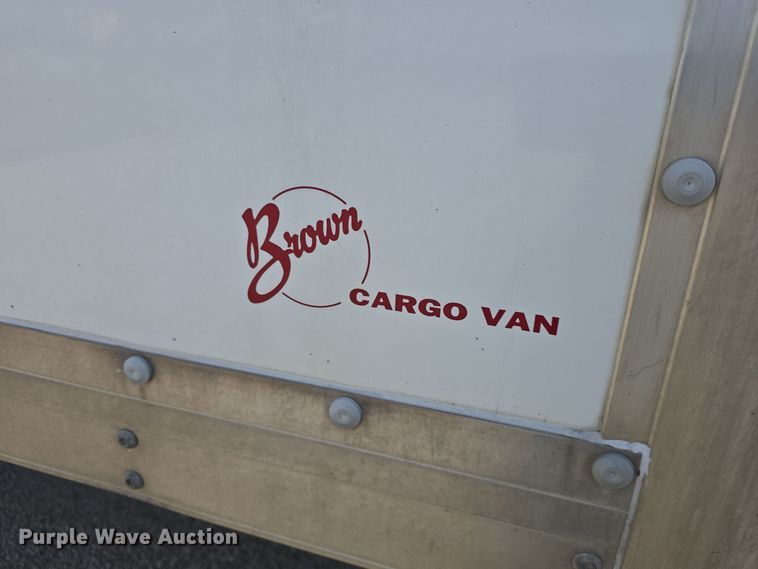 Brown
CARGO VAN
Purple Wave Auction